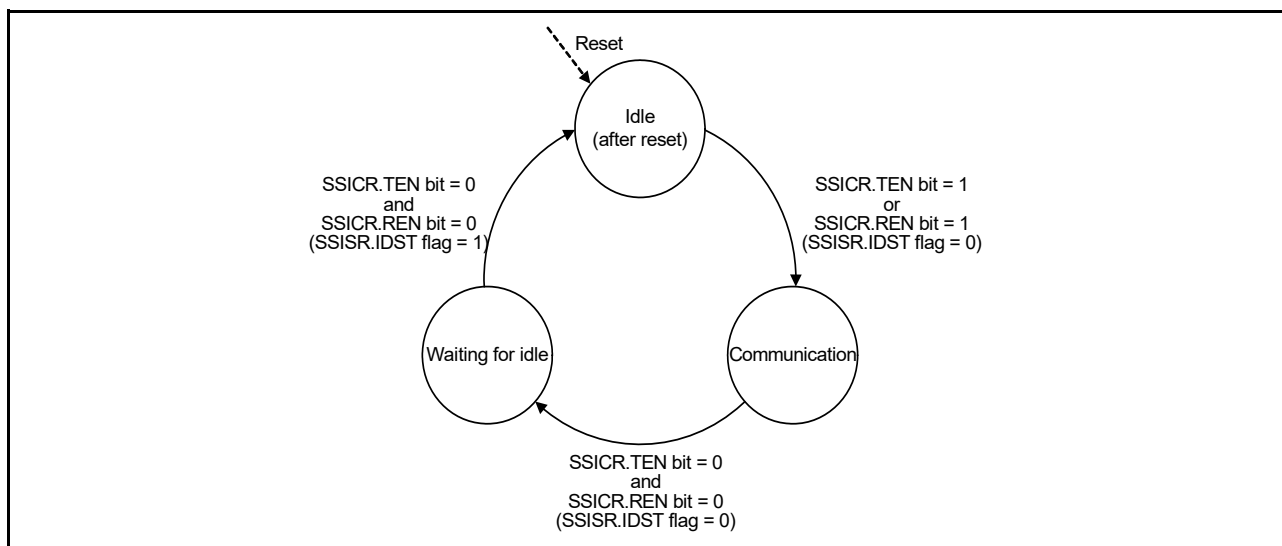 Reset
Idle
(after reset)
SSICR.TEN bit = 0
and
SSICR.REN bit = 0
(SSISR.IDST flag = 1)
SSICR.TEN bit = 1
or
SSICR.REN bit = 1
(SSISR.IDST flag = 0)
Waiting for idle
Communication
SSICR.TEN bit = 0
and
SSICR.REN bit = 0
(SSISR.IDST flag = 0)